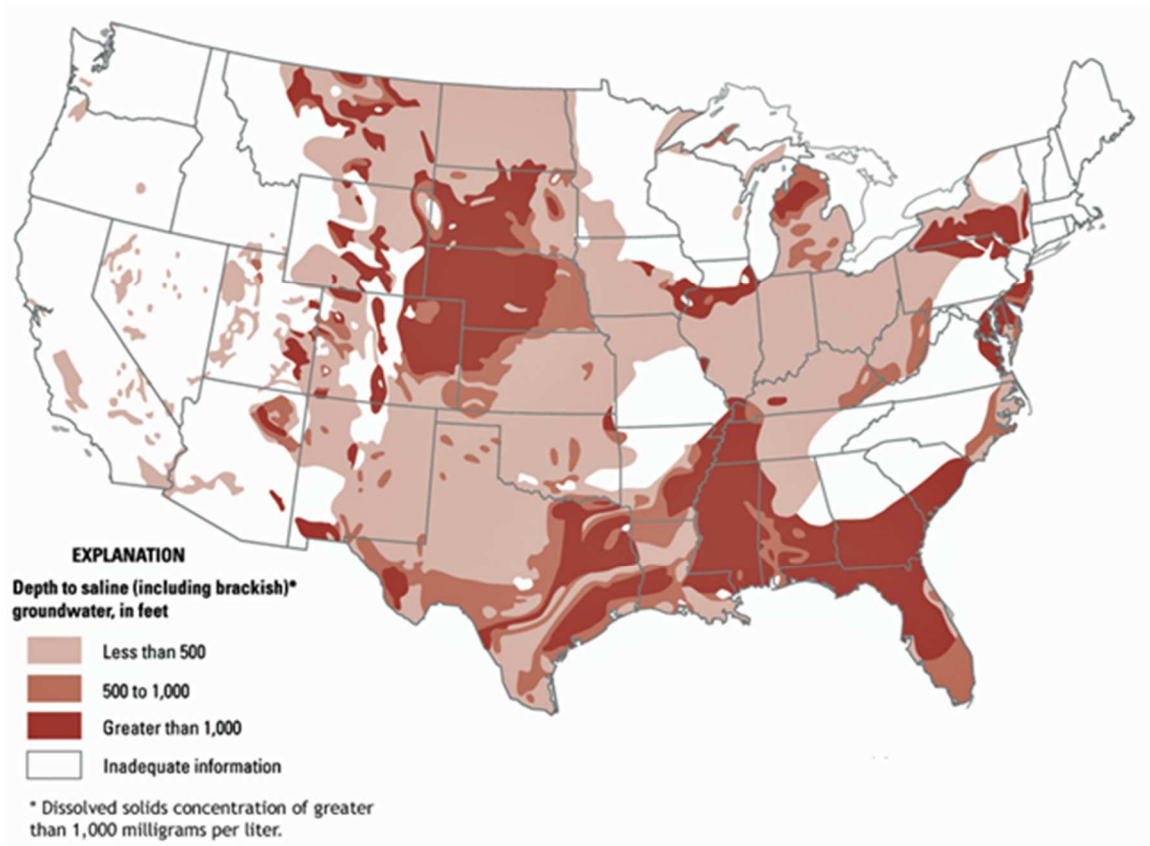 EXPLANATION
Depth to saline (including brackish)*
groundwater, in feet
Less than 500
500 to 1,000
Greater than 1,000
Inadequate information
* Dissolved solids concentration of greater
than 1,000 milligrams per liter.